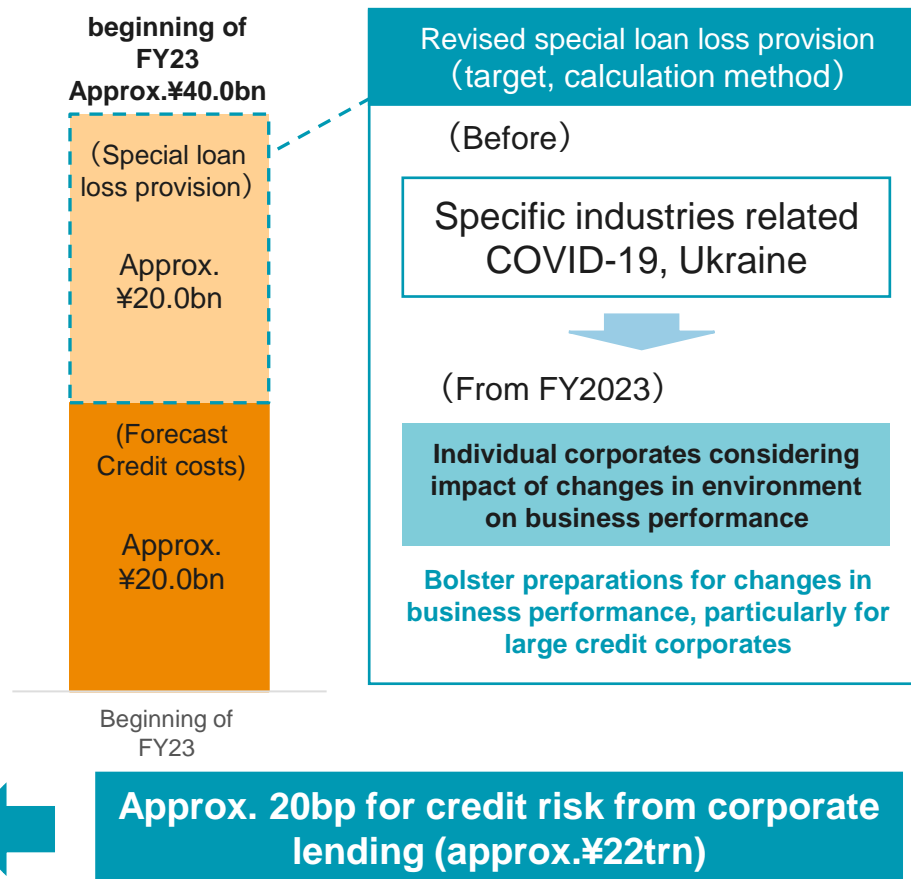 beginning of
FY23
Approx.¥40.0bn
（Special loan
loss provision）
Approx.
¥20.0bn
(Forecast
Credit costs)
Approx.
¥20.0bn
Beginning of
FY23
Revised special loan loss provision
（target, calculation method）
（Before）
Specific industries related
COVID-19, Ukraine
（From FY2023）
Individual corporates considering
impact of changes in environment
on business performance
Bolster preparations for changes in
business performance, particularly for
large credit corporates
Approx. 20bp for credit risk from corporate
lending (approx.¥22trn)